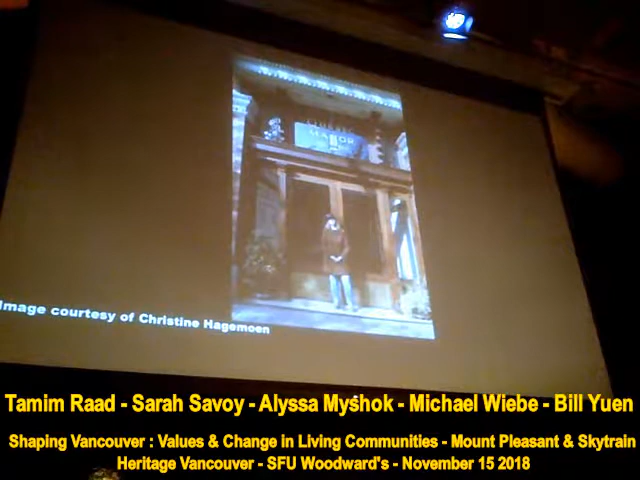 MANOR
Image courtesy of Christine Hagemoen
Tamim Raad - Sarah Savoy - Alyssa Myshok - Michael Wiebe - Bill Yuen
Shaping Vancouver : Values & Change in Living Communities - Mount Pleasant & Skytrain
Heritage Vancouver - SFU Woodward's - November 15 2018